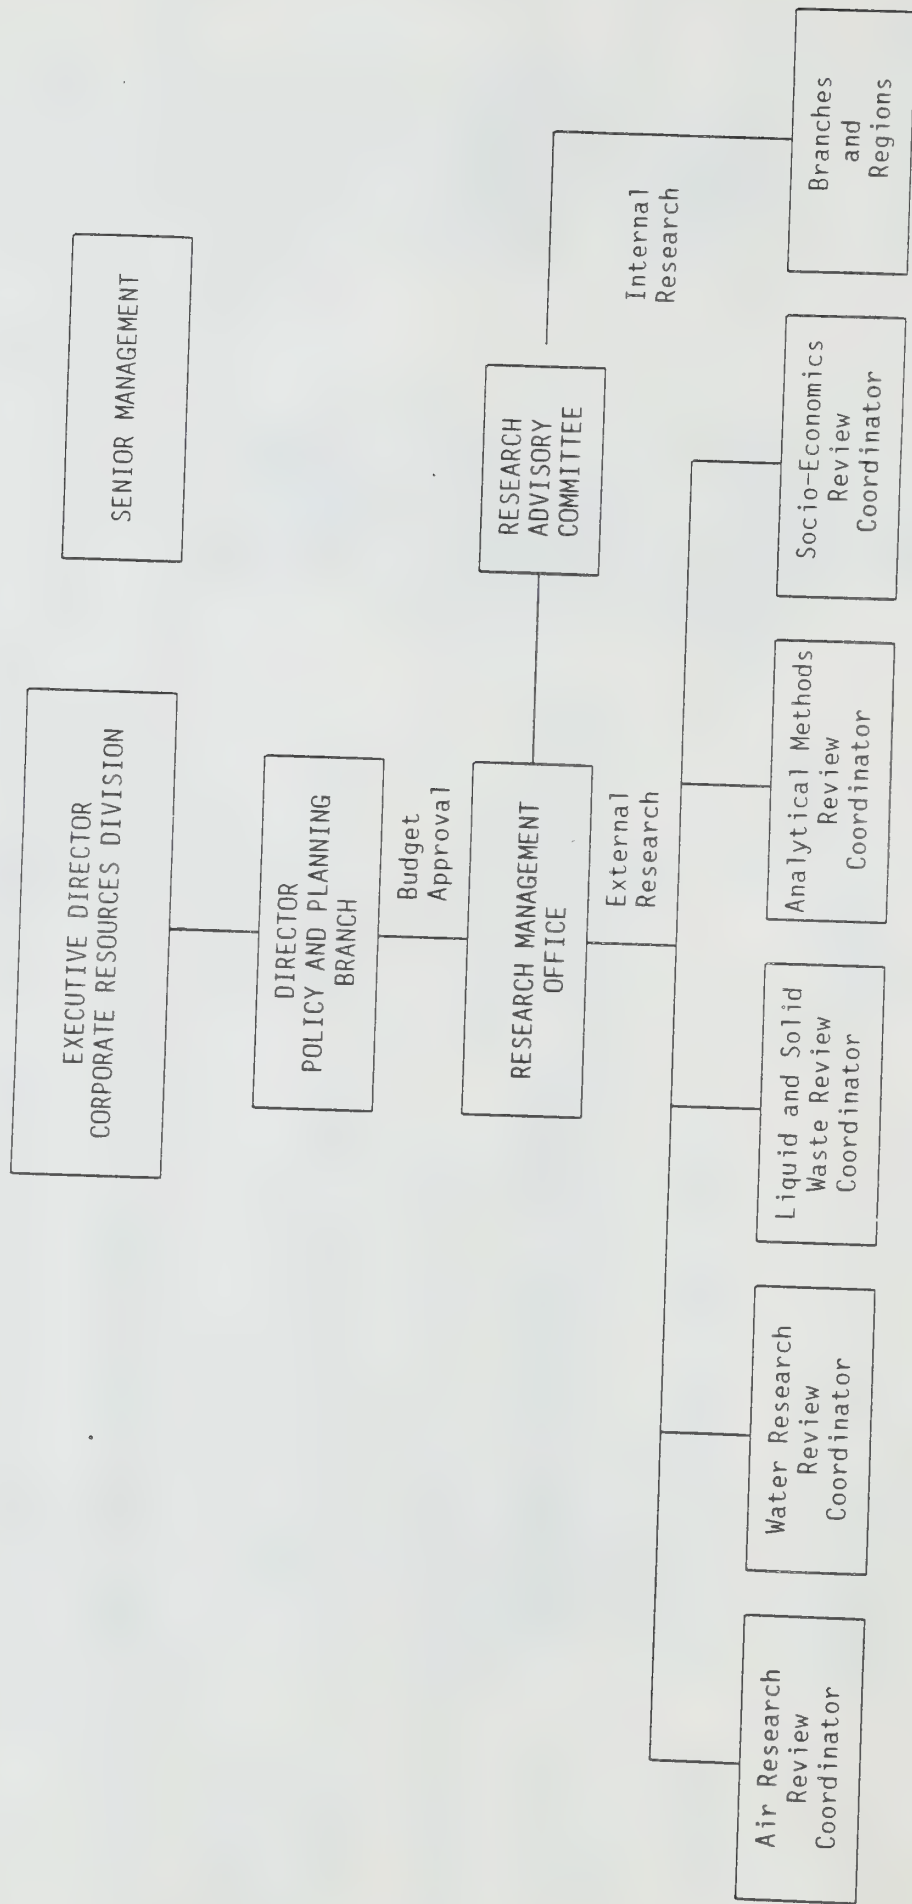 EXECUTIVE DIRECTOR
CORPORATE RESOURCES DIVISION
SENIOR MANAGEMENT
DIRECTOR
POLICY AND PLANNING
BRANCH
Budget
Approval
RESEARCH MANAGEMENT
OFFICE
RESEARCH
ADVISORY
COMMITTEE
External
Research
Internal
Research
Air Research
Review
Coordinator
Water Research
Review
Coordinator
Liquid and Solid
Waste Review
Coordinator
Analytical Methods
Review
Coordinator
Socio-Economics
Review
Coordinator
Branches
and
Regions